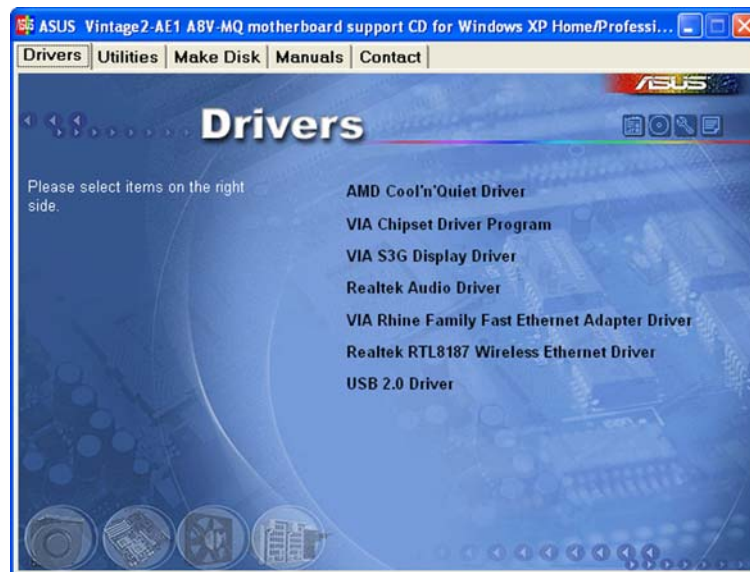 ASUS Vintage2-AE1 A8V-MQ motherboard support CD for Windows XP Home/Professi...
Drivers Utilities Make Disk Manuals Contact
ASUS
Drivers
Please select items on the right
side.
AMD Cool'n'Quiet Driver
VIA Chipset Driver Program
VIA S3G Display Driver
Realtek Audio Driver
VIA Rhine Family Fast Ethernet Adapter Driver
Realtek RTL8187 Wireless Ethernet Driver
USB 2.0 Driver